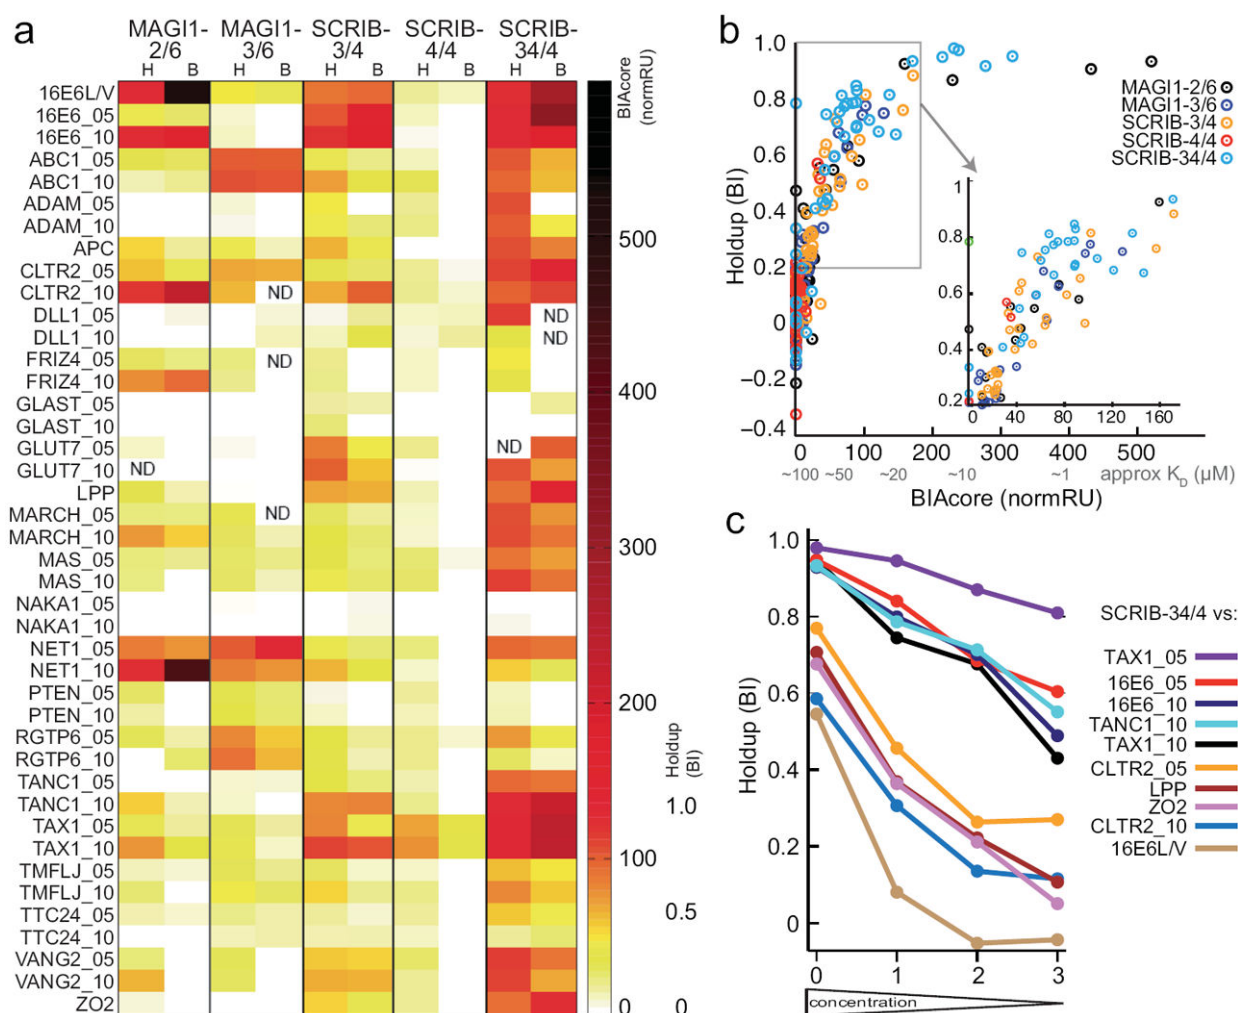 a
MAGI1-2/6
MAGI1-3/6
SCRIB-3/4
SCRIB-4/4
SCRIB-34/4
H B H B H B H B H B
16E6L/V
16E6_05
16E6_10
ABC1_05
ABC1_10
ADAM_05
ADAM_10
APC
CLTR2_05
CLTR2_10 ND
DLL1_05 ND
DLL1_10 ND
FRIZ4_05 ND
FRIZ4_10
GLAST_05
GLAST_10
GLUT7_05 ND
GLUT7_10 ND
LPP
MARCH_05 ND
MARCH_10
MAS_05
MAS_10
NAKA1_05
NAKA1_10
NET1_05
NET1_10
PTEN_05
PTEN_10
RGTP6_05
RGTP6_10
TANC1_05
TANC1_10
TAX1_05
TAX1_10
TMFLJ_05
TMFLJ_10
TTC24_05
TTC24_10
VANG2_05
VANG2_10
ZO2
BIAcore
(normRU)
500
400
300
200
100
0
Holdup
(BI)
1.0
0.5
0
b
Holdup (BI)
1.0
0.8
0.6
0.4
0.2
0
−0.2
−0.4
0 100 200 300 400 500
~100 ~50 ~20 ~10 ~1 approx KD (µM)
BIAcore (normRU)
MAGI1-2/6
MAGI1-3/6
SCRIB-3/4
SCRIB-4/4
SCRIB-34/4
1
0.8
0.6
0.4
0.2
0 40 80 120 160
c
Holdup (BI)
1.0
0.8
0.6
0.4
0.2
0
0 1 2 3
concentration
SCRIB-34/4 vs:
TAX1_05
16E6_05
16E6_10
TANC1_10
TAX1_10
CLTR2_05
LPP
ZO2
CLTR2_10
16E6L/V